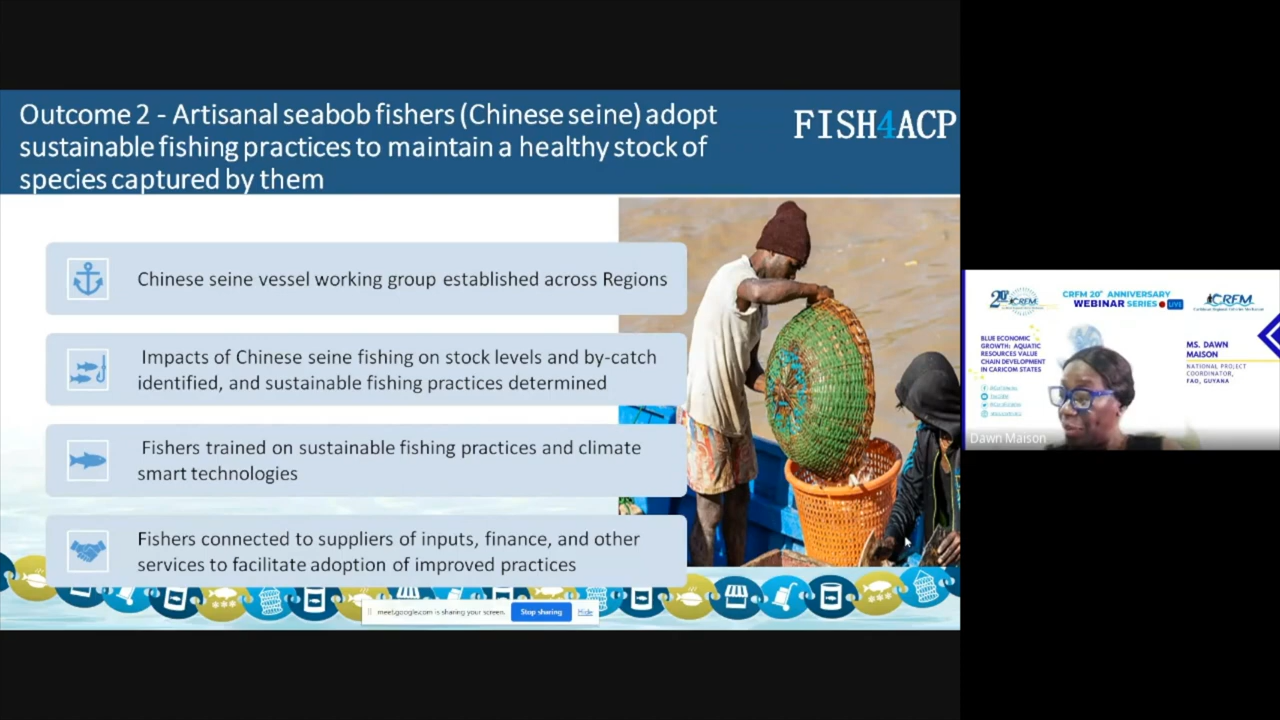 Outcome 2 - Artisanal seabob fishers (Chinese seine) adopt
sustainable fishing practices to maintain a healthy stock of
species captured by them
FISH4ACP
Chinese seine vessel working group established across Regions
Impacts of Chinese seine fishing on stock levels and by-catch
identified, and sustainable fishing practices determined
Fishers trained on sustainable fishing practices and climate
smart technologies
Fishers connected to suppliers of inputs, finance, and other
services to facilitate adoption of improved practices
meet.google.com is sharing your screen.
Stop sharing
Hide
CRFM
CRFM 20th ANNIVERSARY
WEBINAR SERIES LIVE
CRFM
BLUE ECONOMIC
GROWTH: AQUATIC
RESOURCES VALUE
CHAIN DEVELOPMENT
IN CARICOM STATES
MS. DAWN
MAISON
NATIONAL PROJECT
COORDINATOR,
FAO, GUYANA
Dawn Maison